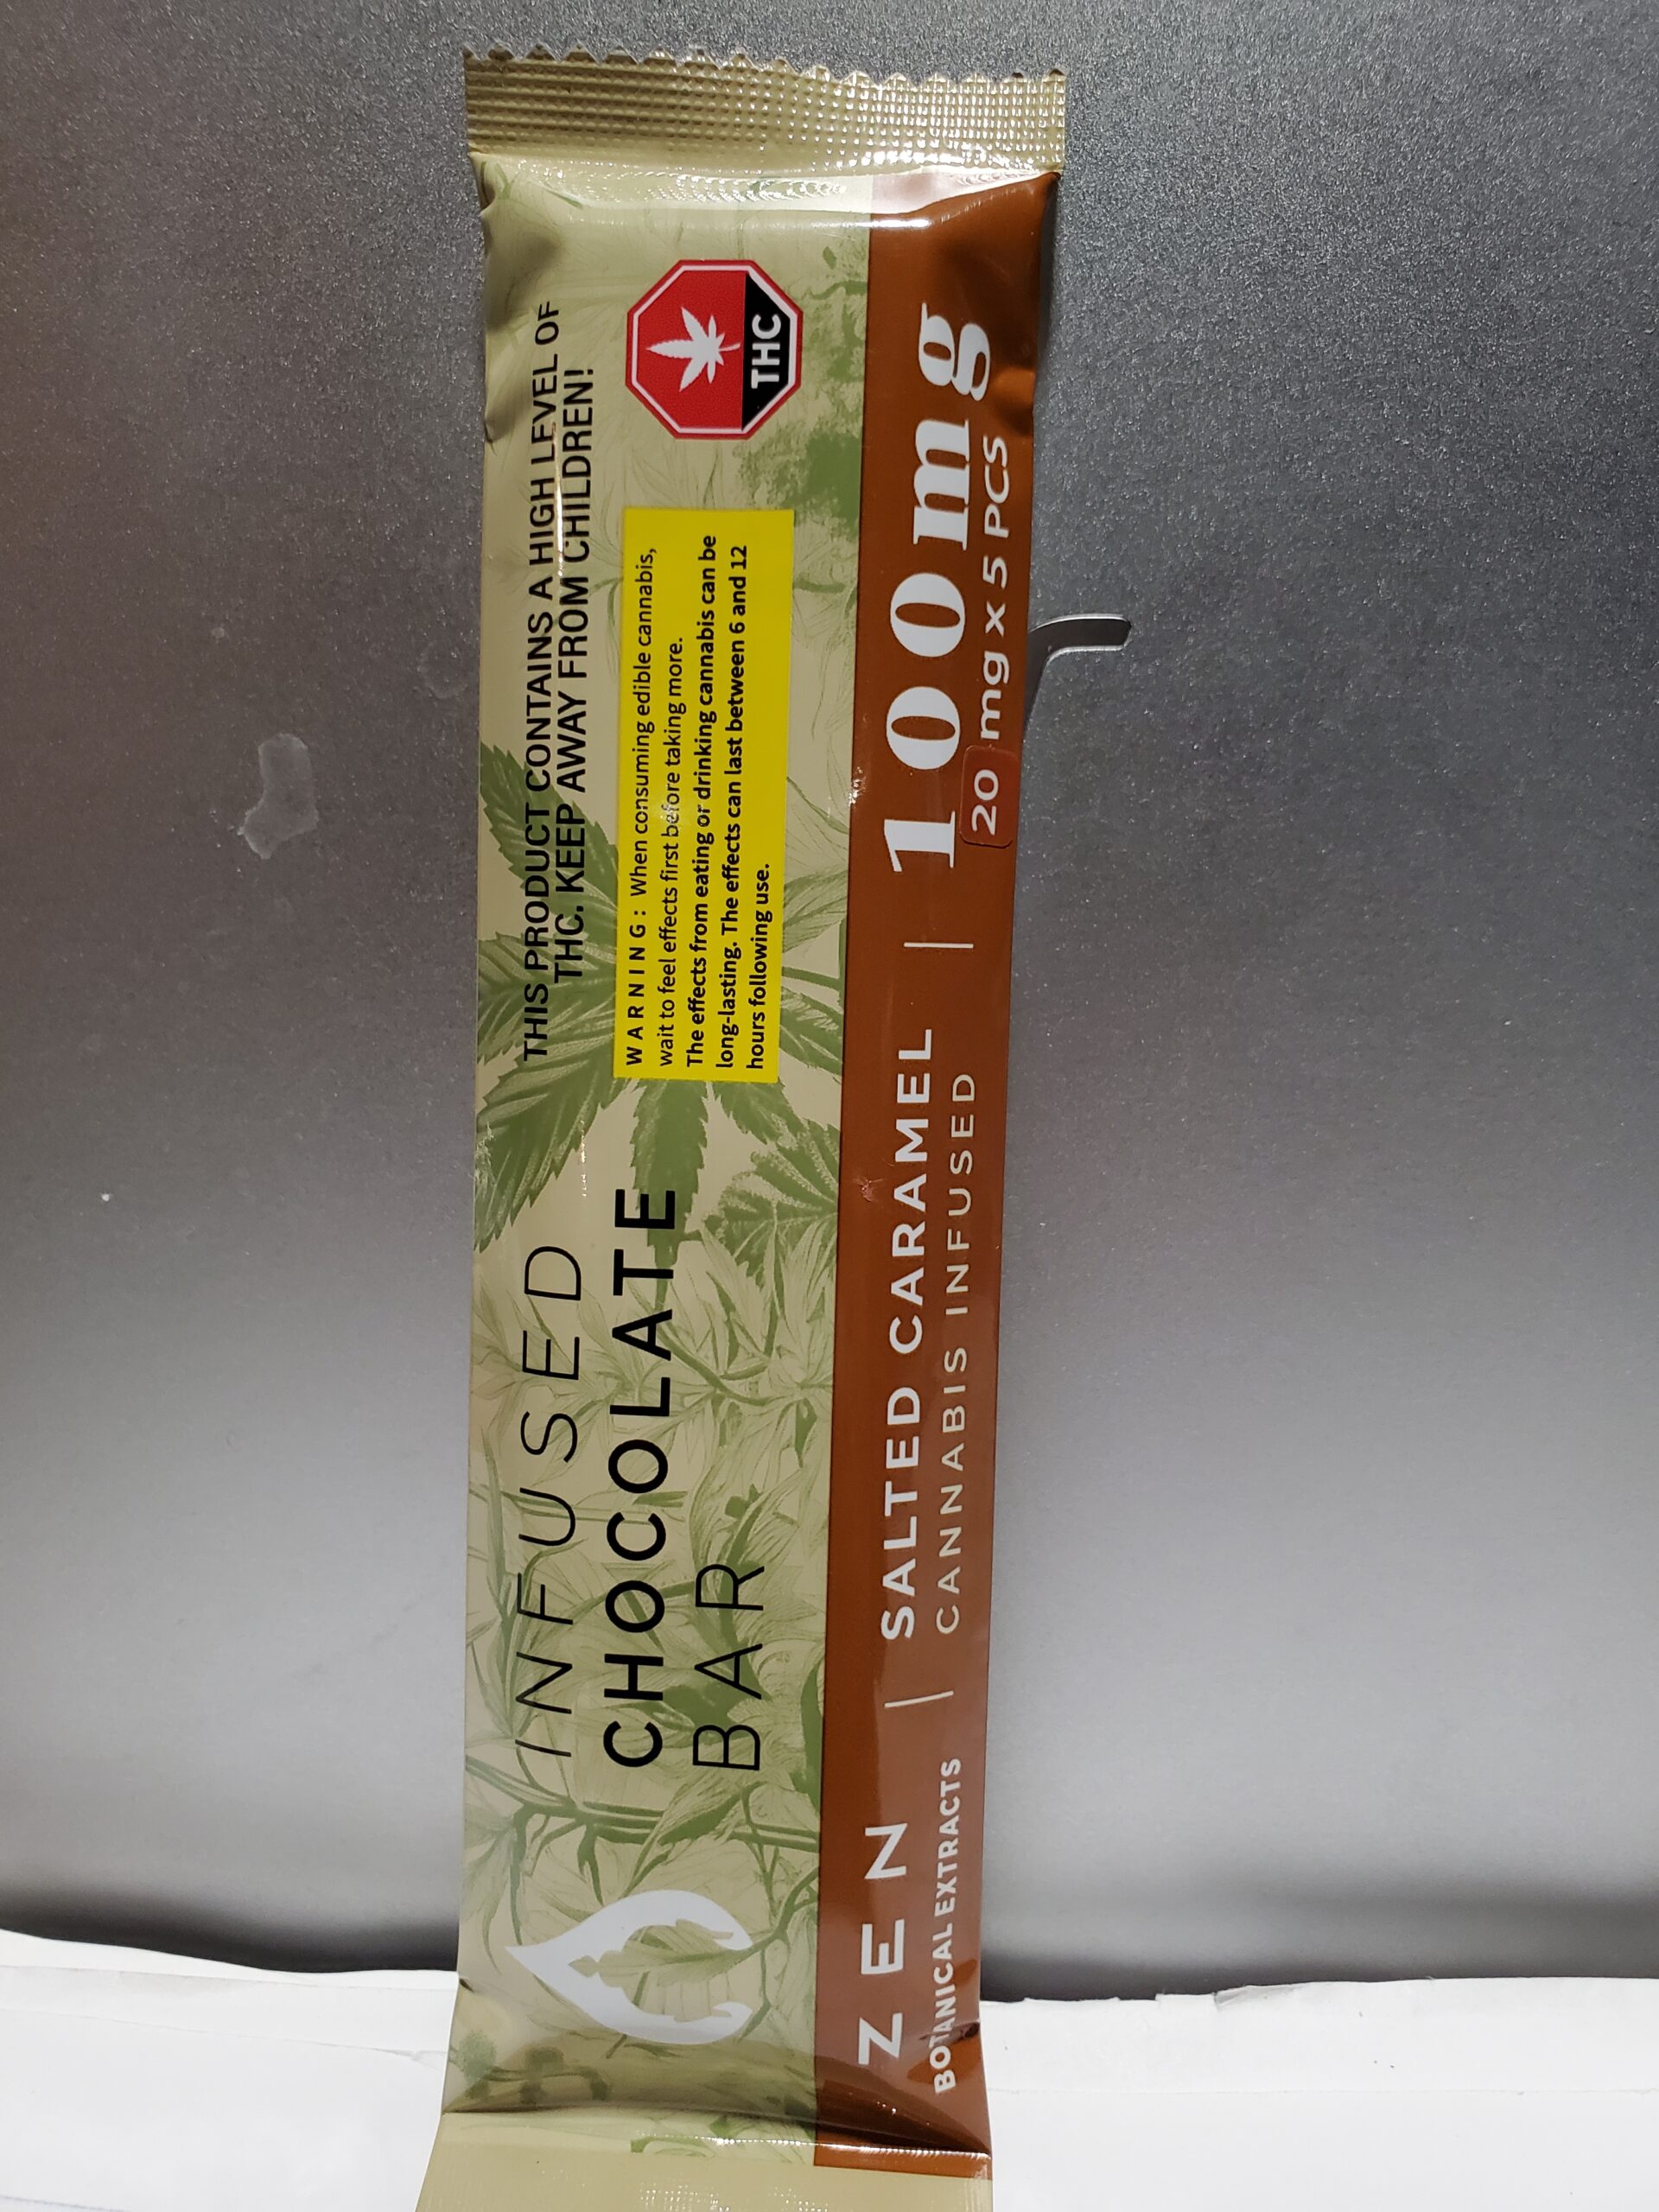 INFUSED
CHOCOLATE
BAR
THIS PRODUCT CONTAINS A HIGH LEVEL OF
THC. KEEP AWAY FROM CHILDREN!
WARNING: When consuming edible cannabis,
wait to feel effects first before taking more.
The effects from eating or drinking cannabis can be
long-lasting. The effects can last between 6 and 12
hours following use.
THC
ZEN
BOTANICAL EXTRACTS
SALTED CARAMEL
CANNABIS INFUSED
100mg
20 mg x 5 PCS